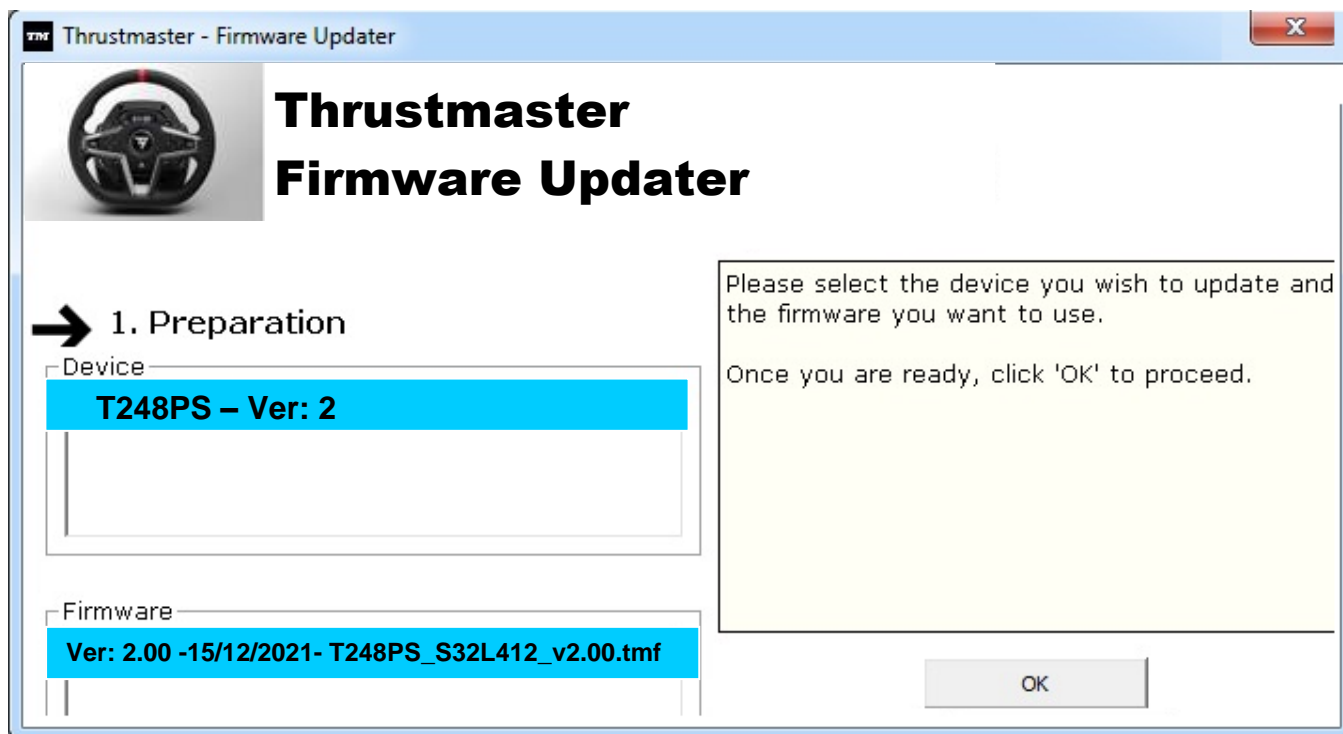 TM Thrustmaster - Firmware Updater
Thrustmaster
Firmware Updater
1. Preparation
Device
T248PS – Ver: 2
Firmware
Ver: 2.00 -15/12/2021- T248PS_S32L412_v2.00.tmf
Please select the device you wish to update and
the firmware you want to use.
Once you are ready, click 'OK' to proceed.
OK